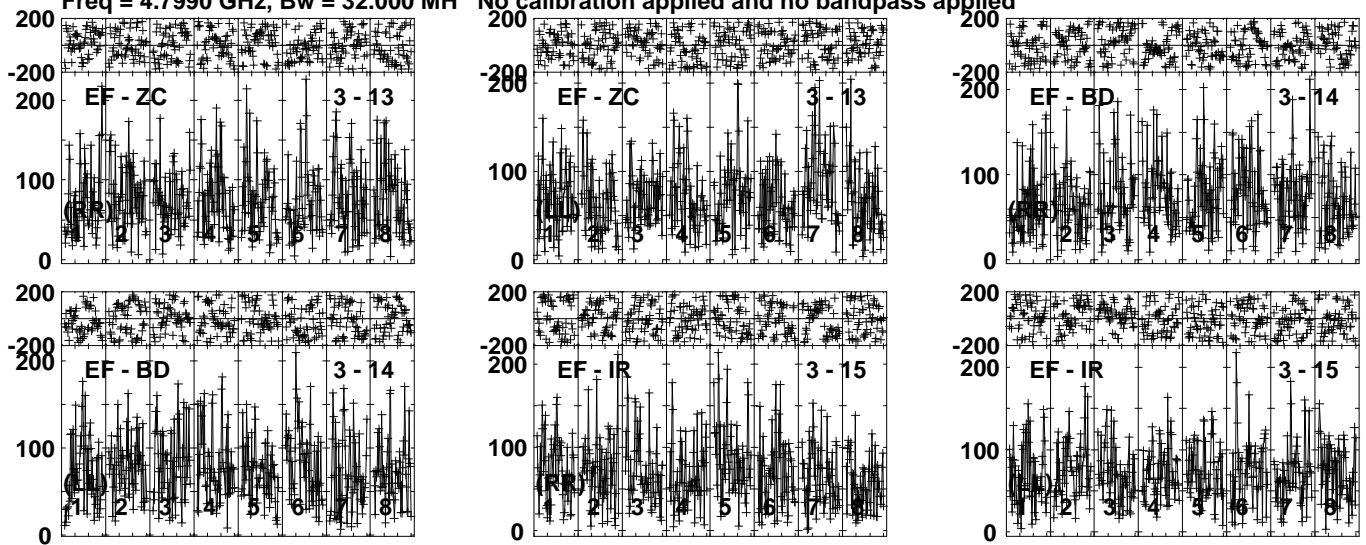 Freq = 4.7990 GHz, Bw = 32.000 MH No calibration applied and no bandpass applied
200 200 200
-200 -200 -200
200 EF - ZC 3 - 13 EF - ZC 3 - 13 200 EF - BD 3 - 14
100 100 100
(RR) (LL) (RR)
1 2 3 4 5 6 7 8 1 2 3 4 5 6 7 8 1 2 3 4 5 6 7 8
0 0 0
200 200 200
-200 -200 -200
200 EF - BD 3 - 14 200 EF - IR 3 - 15 200 EF - IR 3 - 15
100 100 100
(LL) (RR) (LL)
1 2 3 4 5 6 7 8 1 2 3 4 5 6 7 8 1 2 3 4 5 6 7 8
0 0 0